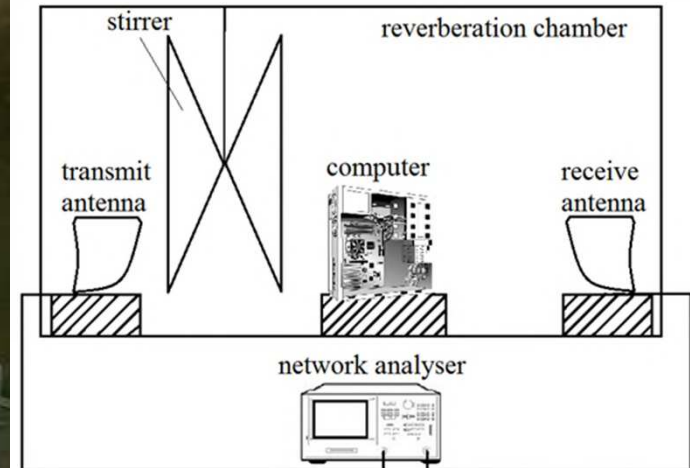 stirrer
reverberation chamber
transmit
antenna
computer
receive
antenna
network analyser